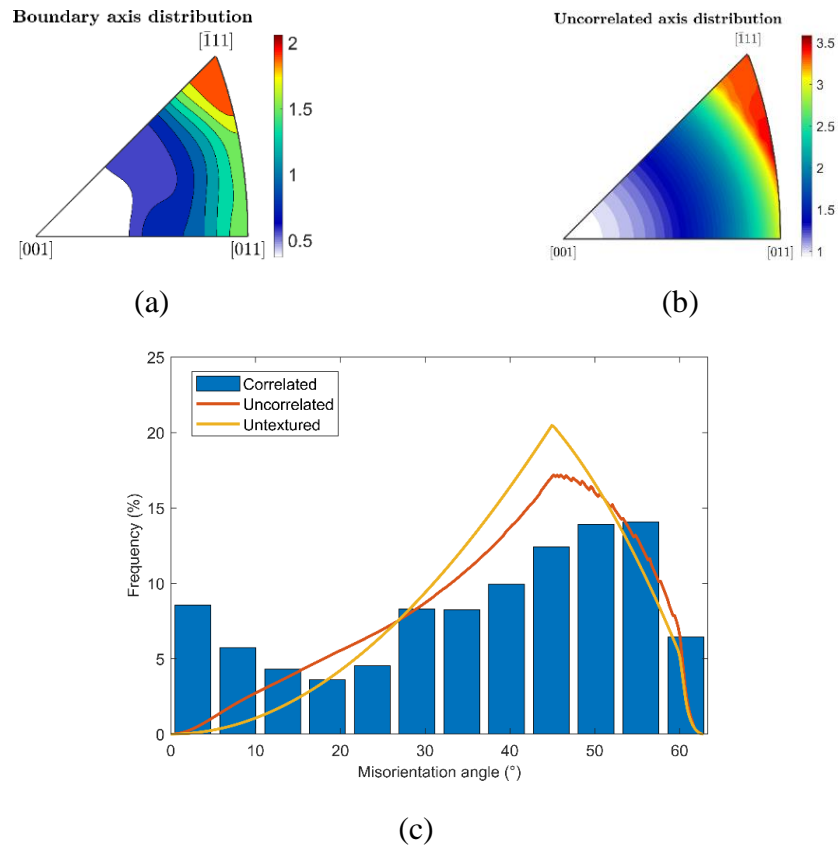 Boundary axis distribution
[1̄11]
2
1.5
1
0.5
[001]
[011]
(a)
Uncorrelated axis distribution
[1̄11]
3.5
3
2.5
2
1.5
1
[001]
[011]
(b)
25
20
15
10
5
0
Frequency (%)
Correlated
Uncorrelated
Untextured
0 10 20 30 40 50 60
Misorientation angle (°)
(c)